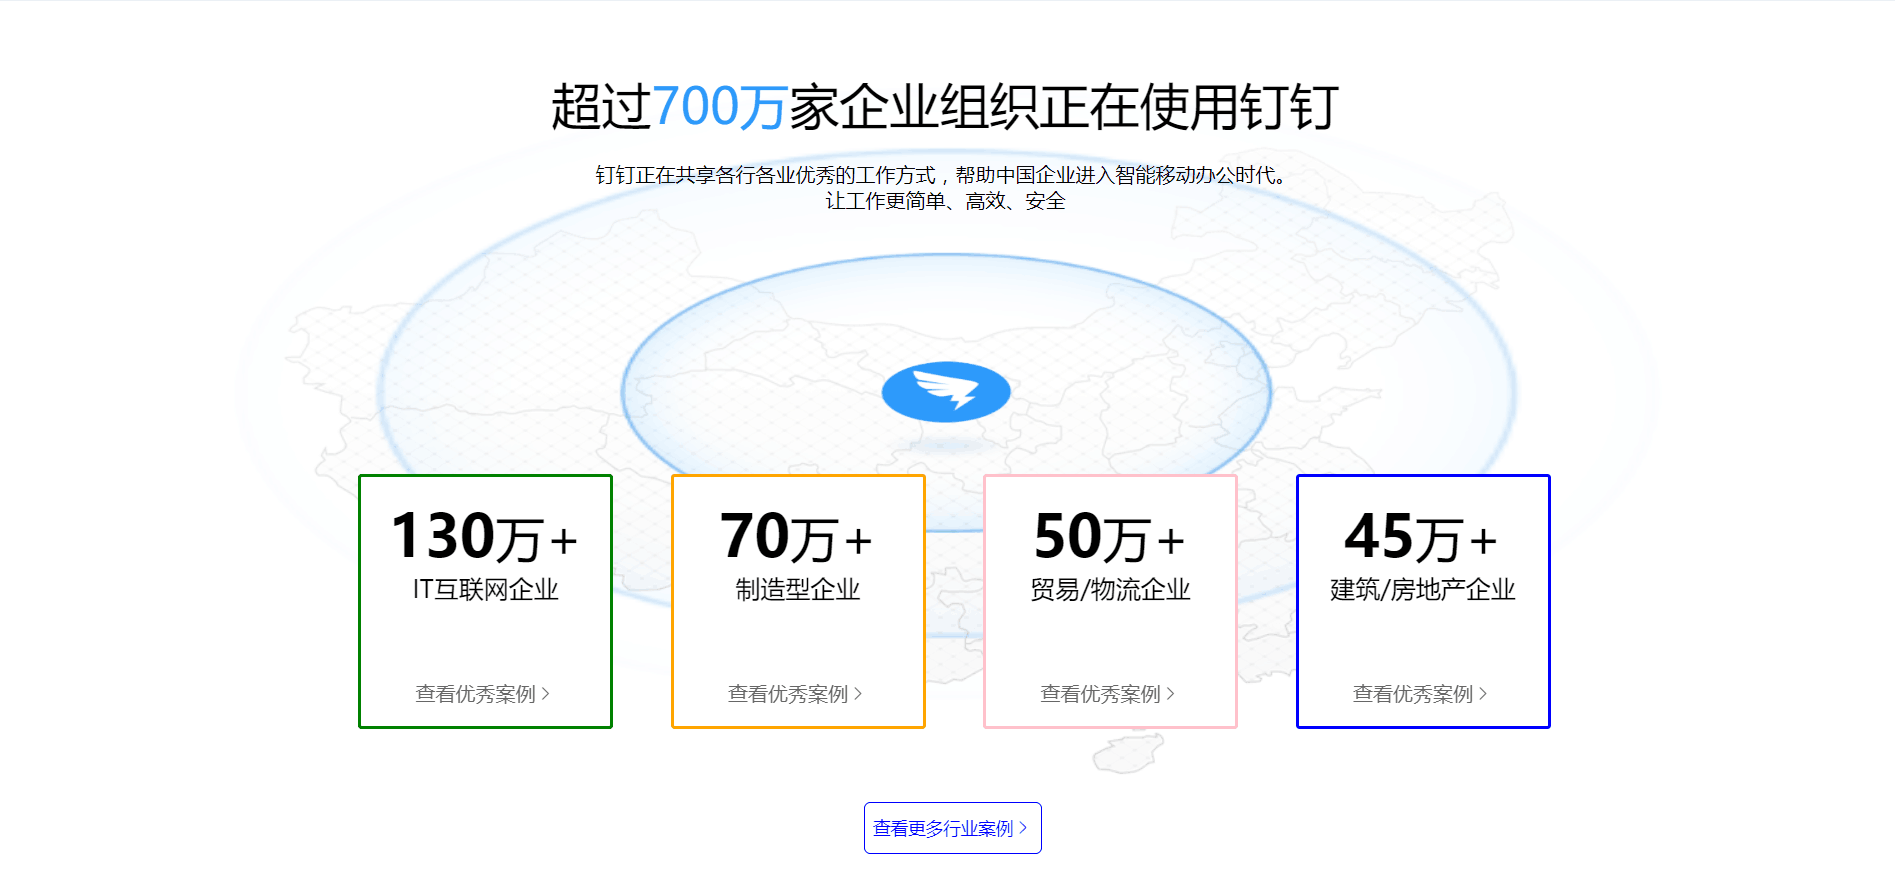 超过700万家企业组织正在使用钉钉
钉钉正在共享各行各业优秀的工作方式，帮助中国企业进入智能移动办公时代。
让工作更简单、高效、安全
130万+
IT互联网企业
查看优秀案例 >
70万+
制造型企业
查看优秀案例 >
50万+
贸易/物流企业
查看优秀案例 >
45万+
建筑/房地产企业
查看优秀案例 >
查看更多行业案例 >